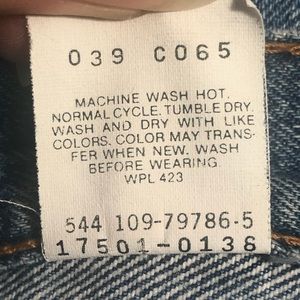 039 C065
MACHINE WASH HOT.
NORMAL CYCLE. TUMBLE DRY.
WASH AND DRY WITH LIKE
COLORS. COLOR MAY TRANS-
FER WHEN NEW. WASH
BEFORE WEARING.
WPL 423
544 109-79786-5
17501-0138